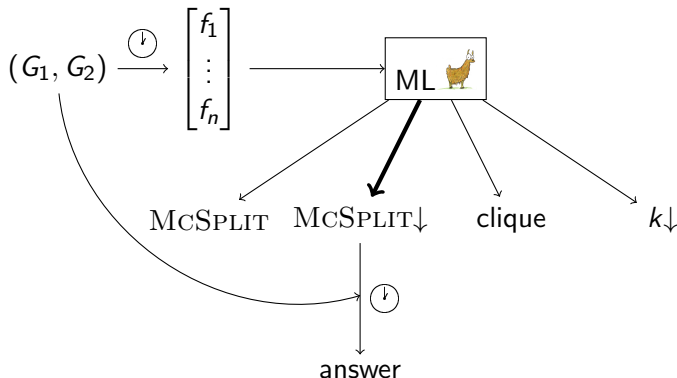 (G₁, G₂)
f₁
⋮
fₙ
ML
MCSPLIT MCSPLIT↓ clique k↓
answer